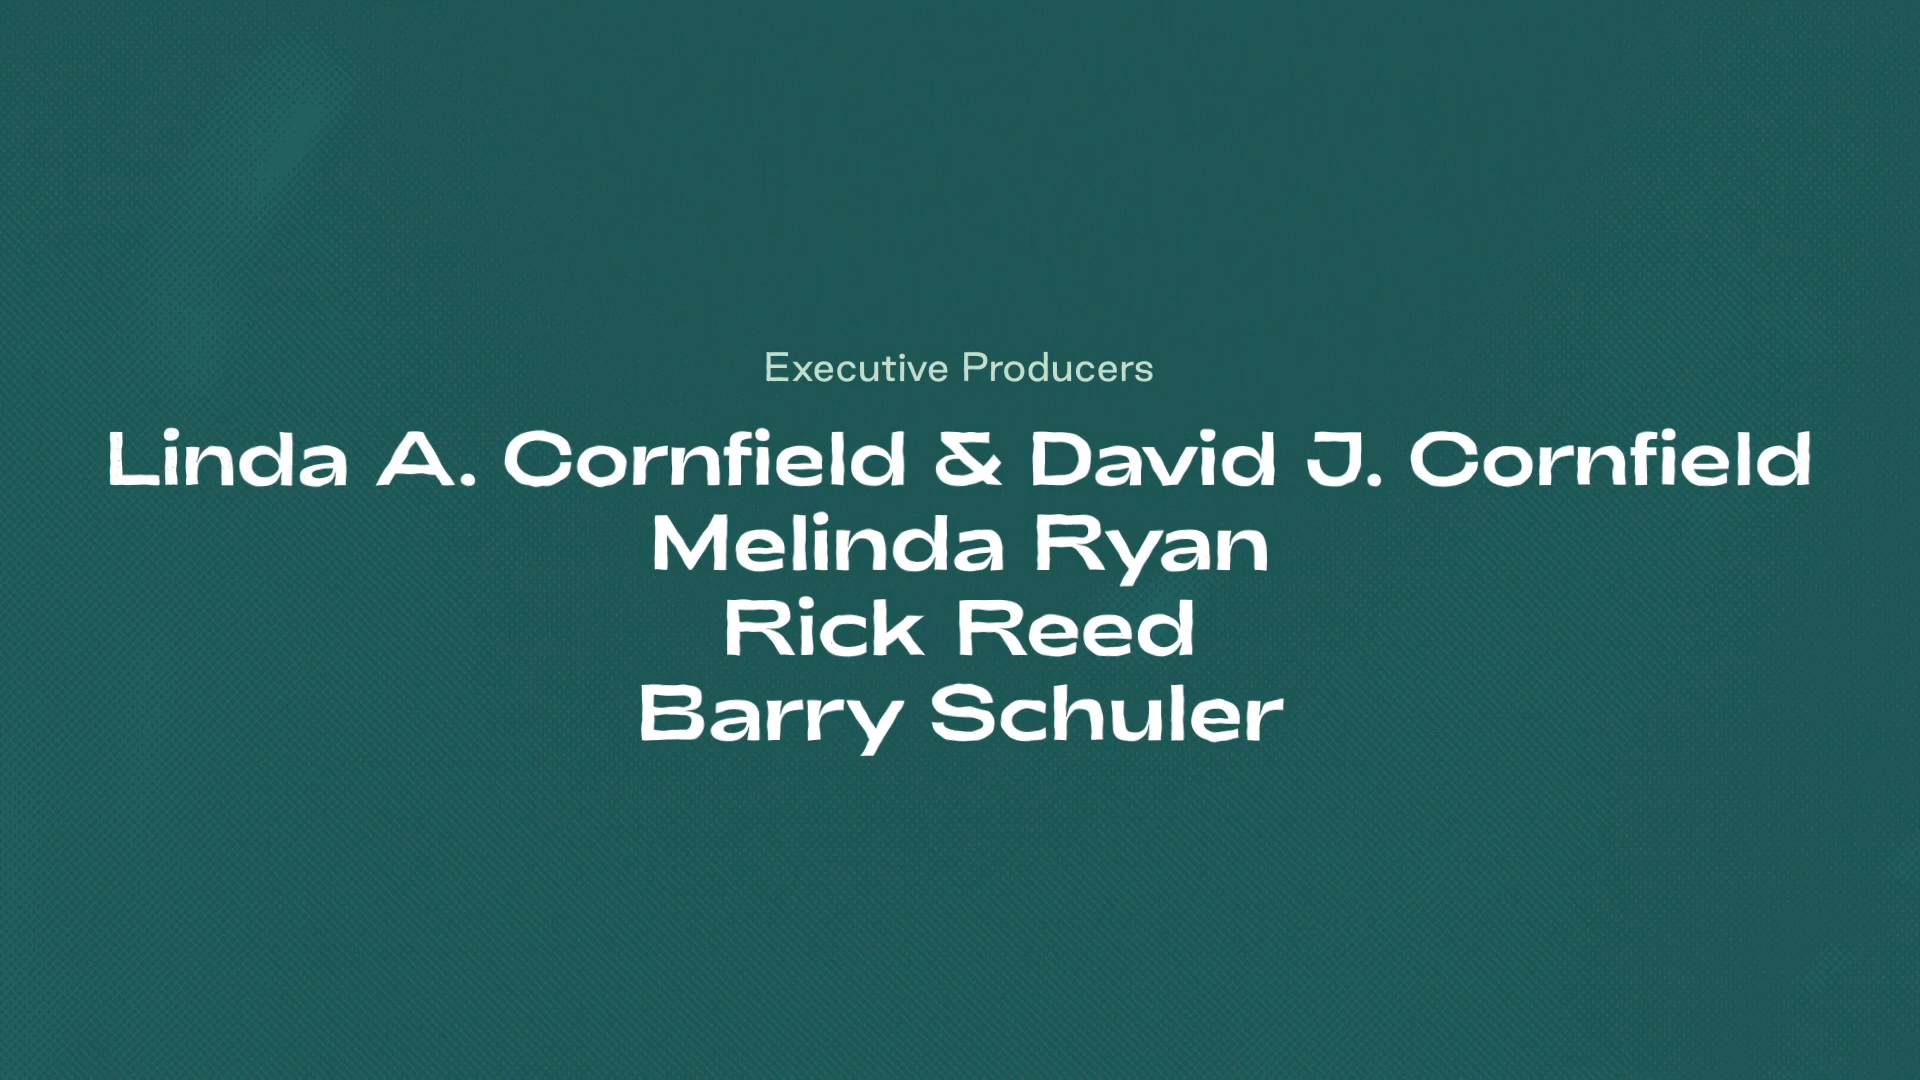 Executive Producers
Linda A. Cornfield & David J. Cornfield
Melinda Ryan
Rick Reed
Barry Schuler